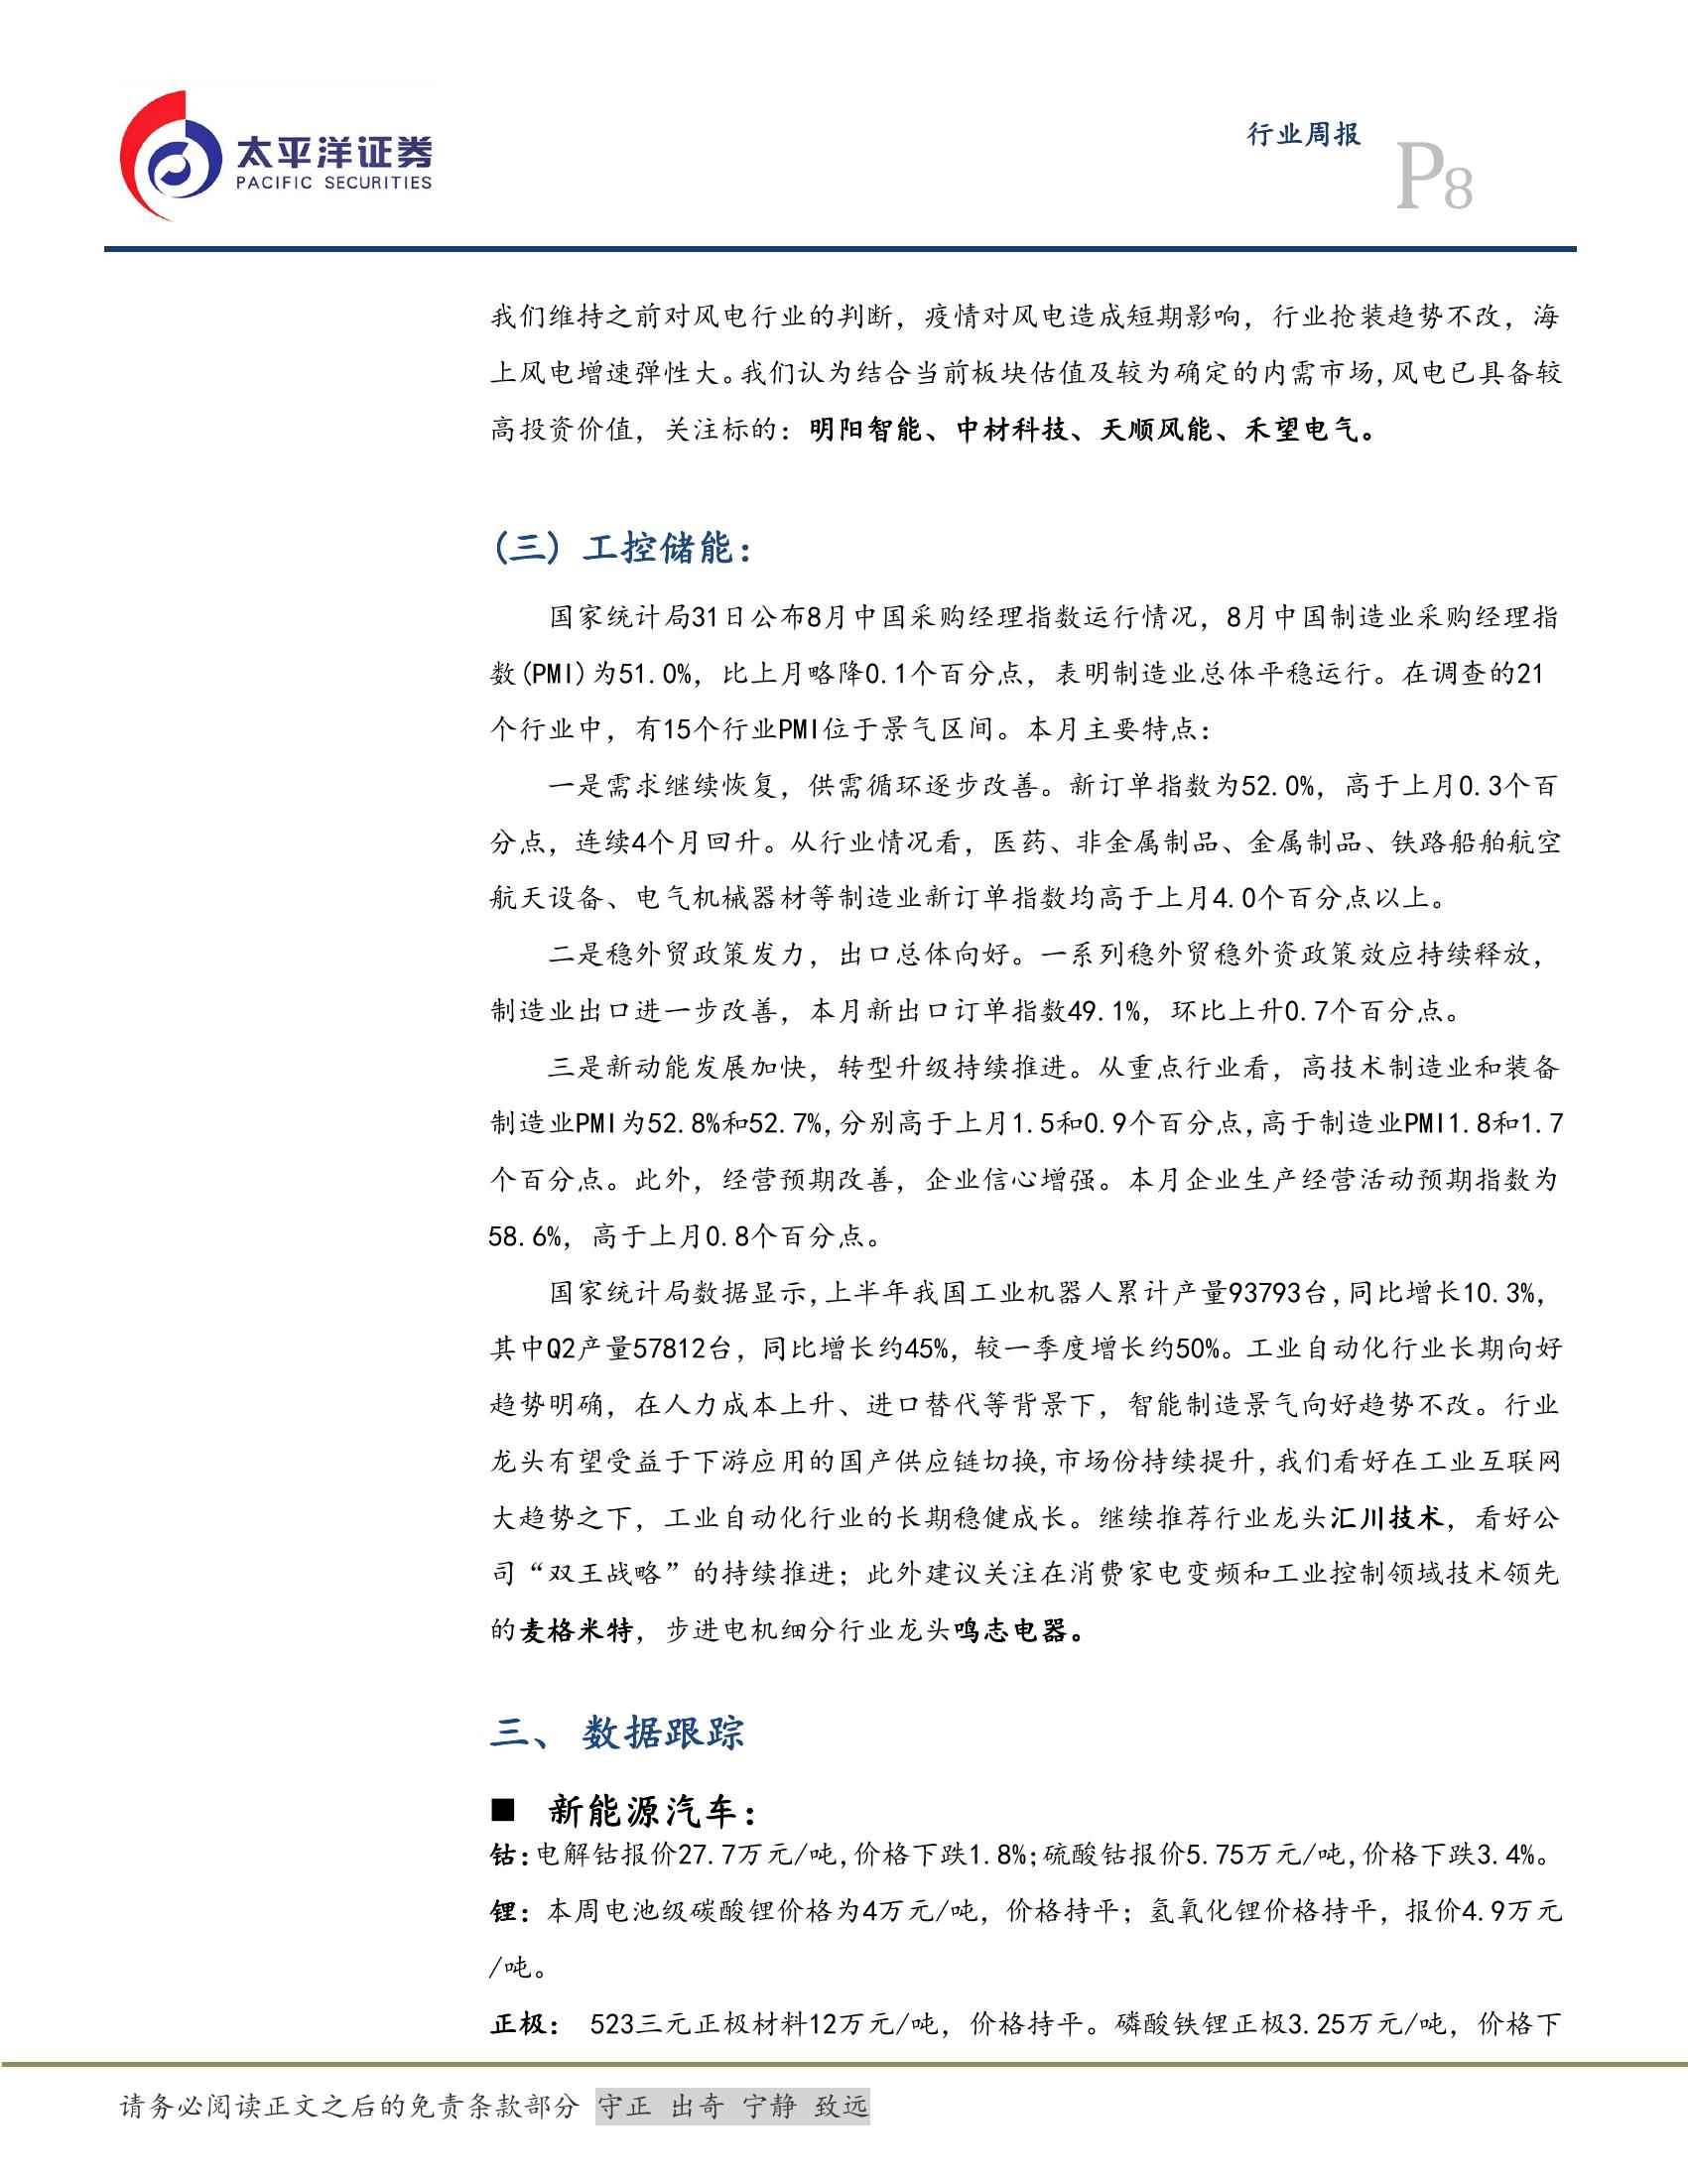 太平洋证券
PACIFIC SECURITIES
行业周报
P8
我们维持之前对风电行业的判断，疫情对风电造成短期影响，行业抢装趋势不改，海
上风电增速弹性大。我们认为结合当前板块估值及较为确定的内需市场，风电已具备较
高投资价值，关注标的：明阳智能、中材科技、天顺风能、禾望电气。
(三) 工控储能：
国家统计局31日公布8月中国采购经理指数运行情况，8月中国制造业采购经理指
数(PMI)为51.0%，比上月略降0.1个百分点，表明制造业总体平稳运行。在调查的21
个行业中，有15个行业PMI位于景气区间。本月主要特点：
一是需求继续恢复，供需循环逐步改善。新订单指数为52.0%，高于上月0.3个百
分点，连续4个月回升。从行业情况看，医药、非金属制品、金属制品、铁路船舶航空
航天设备、电气机械器材等制造业新订单指数均高于上月4.0个百分点以上。
二是稳外贸政策发力，出口总体向好。一系列稳外贸稳外资政策效应持续释放，
制造业出口进一步改善，本月新出口订单指数49.1%，环比上升0.7个百分点。
三是新动能发展加快，转型升级持续推进。从重点行业看，高技术制造业和装备
制造业PMI为52.8%和52.7%，分别高于上月1.5和0.9个百分点，高于制造业PMI1.8和1.7
个百分点。此外，经营预期改善，企业信心增强。本月企业生产经营活动预期指数为
58.6%，高于上月0.8个百分点。
国家统计局数据显示，上半年我国工业机器人累计产量93793台，同比增长10.3%，
其中Q2产量57812台，同比增长约45%，较一季度增长约50%。工业自动化行业长期向好
趋势明确，在人力成本上升、进口替代等背景下，智能制造景气向好趋势不改。行业
龙头有望受益于下游应用的国产供应链切换，市场份持续提升，我们看好在工业互联网
大趋势之下，工业自动化行业的长期稳健成长。继续推荐行业龙头汇川技术，看好公
司“双王战略”的持续推进；此外建议关注在消费家电变频和工业控制领域技术领先
的麦格米特，步进电机细分行业龙头鸣志电器。
三、 数据跟踪
■ 新能源汽车：
钴：电解钴报价27.7万元/吨，价格下跌1.8%；硫酸钴报价5.75万元/吨，价格下跌3.4%。
锂：本周电池级碳酸锂价格为4万元/吨，价格持平；氢氧化锂价格持平，报价4.9万元
/吨。
正极： 523三元正极材料12万元/吨，价格持平。磷酸铁锂正极3.25万元/吨，价格下
请务必阅读正文之后的免责条款部分 守正 出奇 宁静 致远